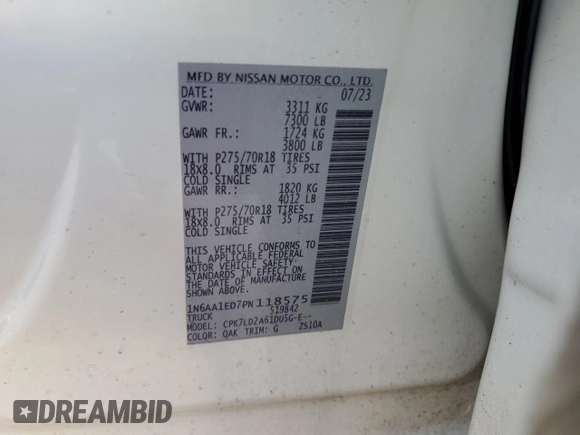 MFD BY NISSAN MOTOR CO., LTD.
DATE: 07/23
GVWR: 3311 KG
7300 LB
GAWR FR.: 1724 KG
3800 LB
WITH P275/70R18 TIRES
18X8.0 RIMS AT 35 PSI
COLD SINGLE
GAWR RR.: 1820 KG
4012 LB
WITH P275/70R18 TIRES
18X8.0 RIMS AT 35 PSI
COLD SINGLE
THIS VEHICLE CONFORMS TO
ALL APPLICABLE FEDERAL
MOTOR VEHICLE SAFETY
STANDARDS IN EFFECT ON
THE DATE OF MANUFACTURE
SHOWN ABOVE.
1N6AA1ED7PN118575
TRUCK S19842
MODEL: CPK7LD2A61DUSG-E--
COLOR: QAK TRIM: G ZS10A
DREAMBID